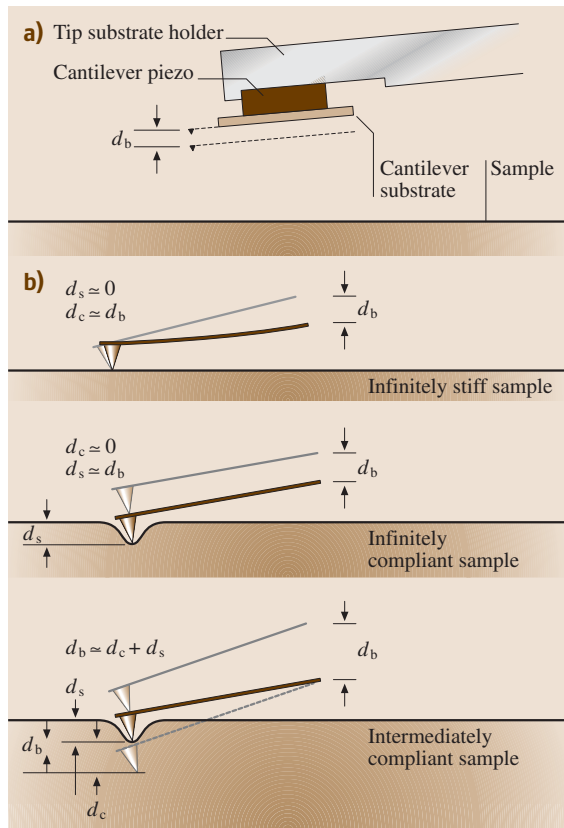 a)
Tip substrate holder
Cantilever piezo
d_b
Cantilever
substrate
Sample
b)
d_s ≃ 0
d_c ≃ d_b
d_b
Infinitely stiff sample
d_c ≃ 0
d_s ≃ d_b
d_b
d_s
Infinitely
compliant sample
d_b ≃ d_c + d_s
d_b
d_s
d_b
d_c
Intermediately
compliant sample